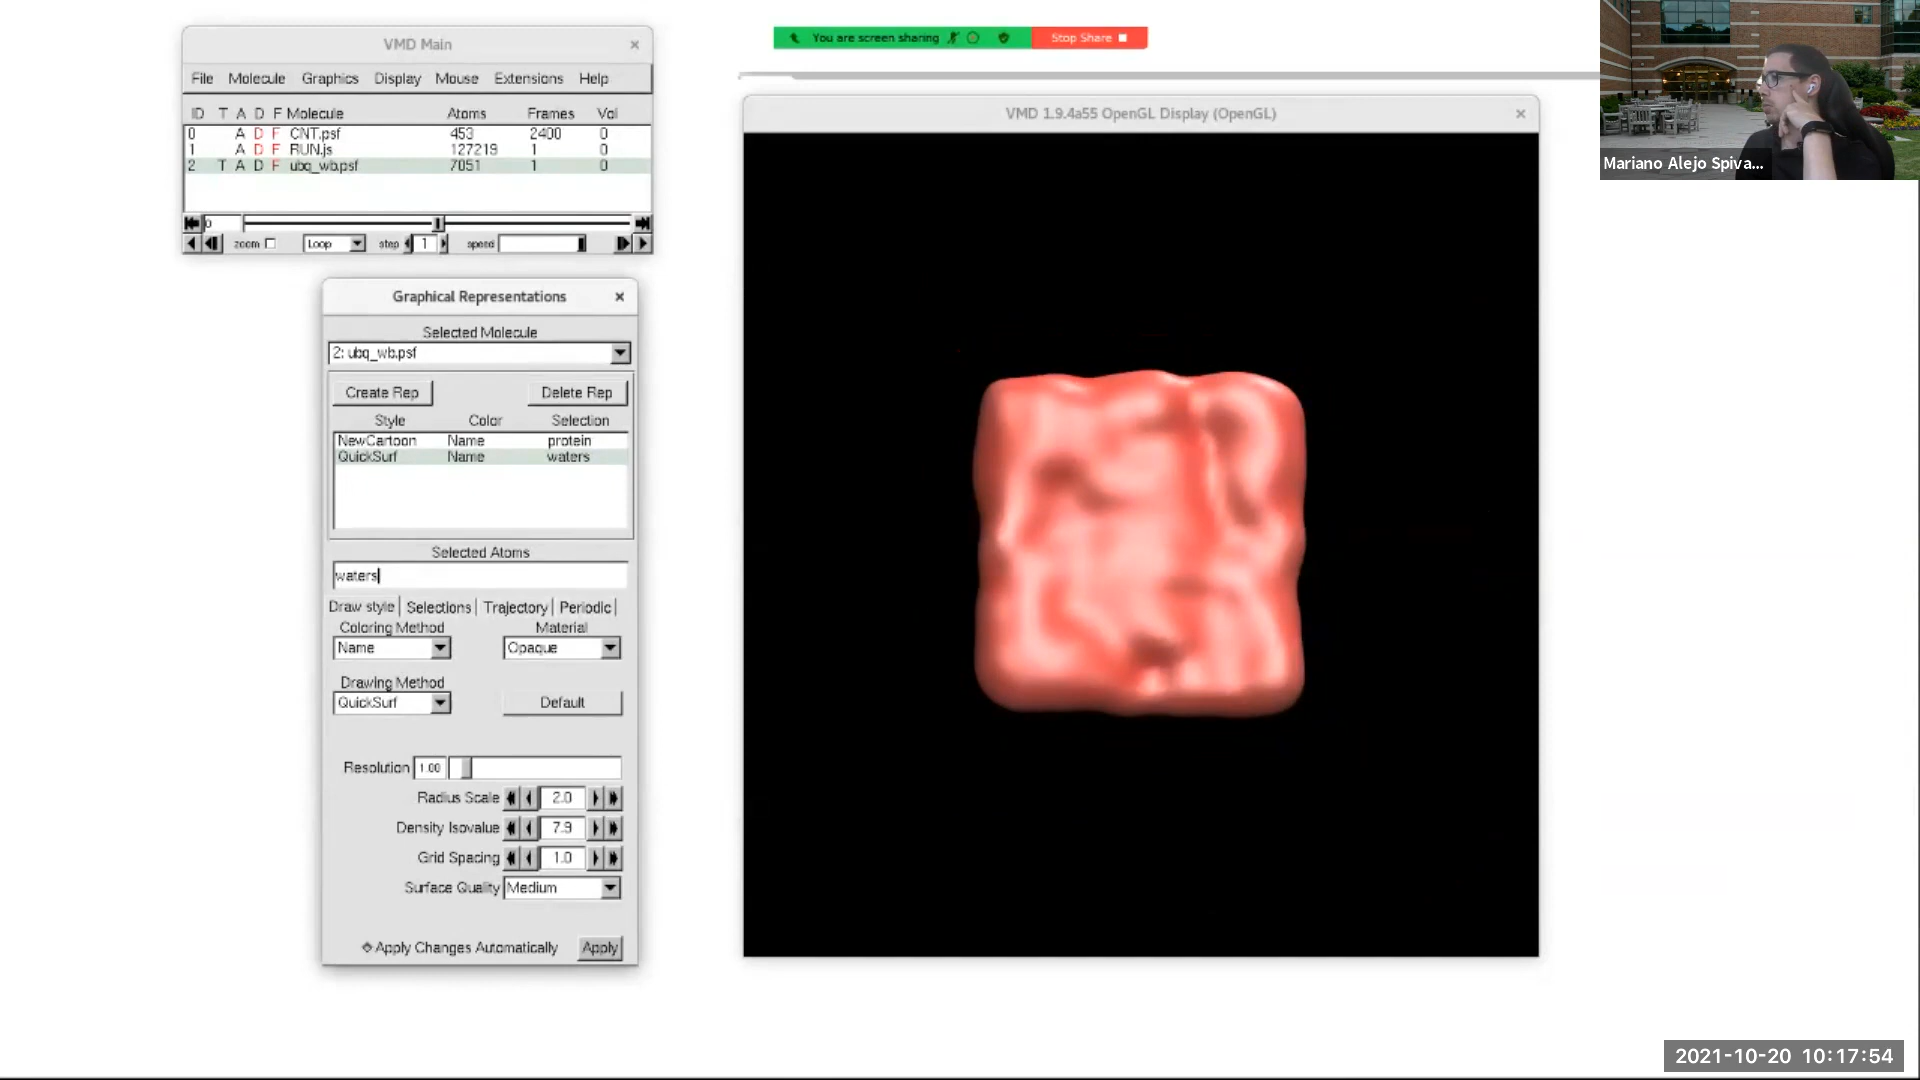 VMD Main
File Molecule Graphics Display Mouse Extensions Help
ID T A D F Molecule Atoms Frames Vol
0 A D F CNT.psf 453 2400 0
1 A D F RUN.js 127219 1 0
2 T A D F ubq_wb.psf 7051 1 0
0
zoom Loop step 1 speed
You are screen sharing Stop Share
VMD 1.9.4a55 OpenGL Display (OpenGL)
Mariano Alejo Spiva...
Graphical Representations
Selected Molecule
2: ubq_wb.psf
Create Rep Delete Rep
Style Color Selection
NewCartoon Name protein
QuickSurf Name waters
Selected Atoms
waters
Draw style Selections Trajectory Periodic
Coloring Method Material
Name Opaque
Drawing Method
QuickSurf Default
Resolution 1.00
Radius Scale 2.0
Density Isovalue 7.9
Grid Spacing 1.0
Surface Quality Medium
Apply Changes Automatically Apply
2021-10-20 10:17:54